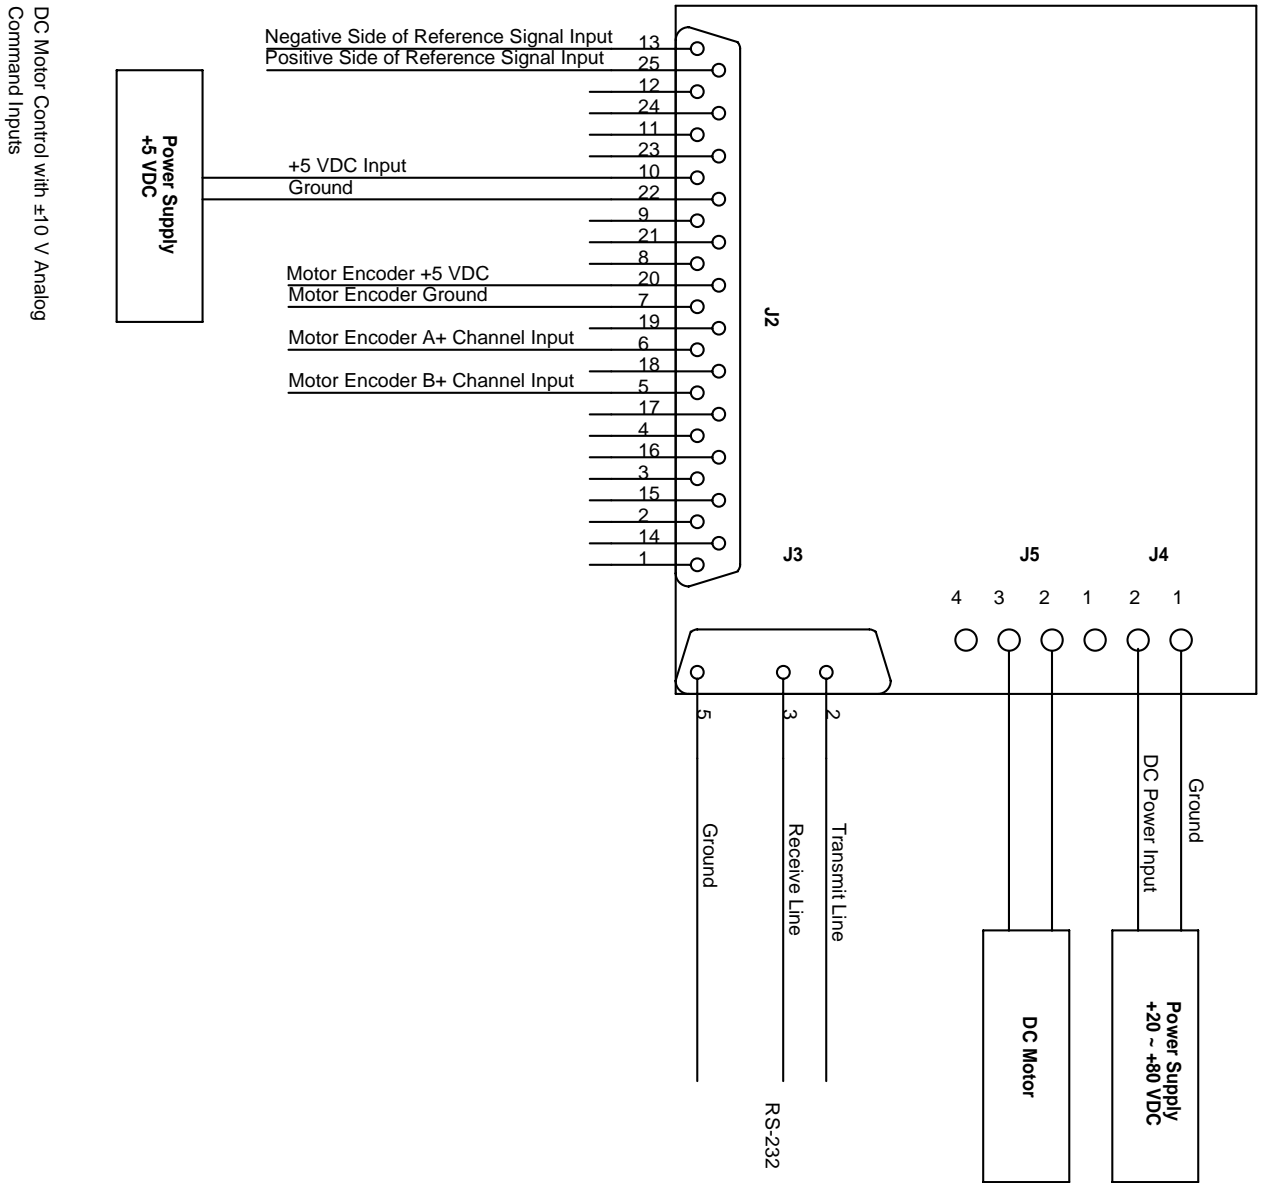 DC Motor Control with ±10 V Analog
Command Inputs
Power Supply
+5 VDC
Negative Side of Reference Signal Input
13
Positive Side of Reference Signal Input
25
12
24
11
23
+5 VDC Input
10
Ground
22
9
21
8
Motor Encoder +5 VDC
20
Motor Encoder Ground
7
19
Motor Encoder A+ Channel Input
6
18
Motor Encoder B+ Channel Input
5
17
4
16
3
15
2
14
1
J2
J3
J5
J4
4 3 2 1 2 1
5
3
2
Ground
Receive Line
Transmit Line
RS-232
DC Power Input
Ground
DC Motor
Power Supply
+20 ~ +80 VDC